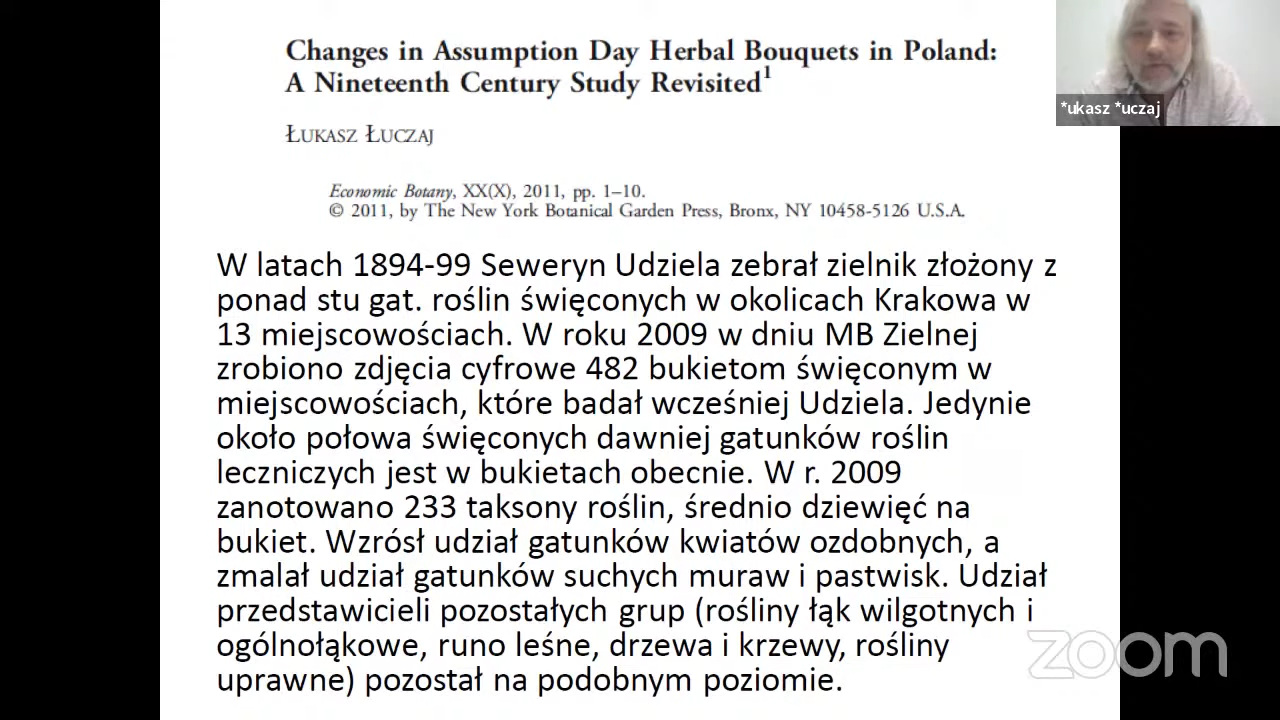 Changes in Assumption Day Herbal Bouquets in Poland:
A Nineteenth Century Study Revisited¹
ŁUKASZ ŁUCZAJ
Economic Botany, XX(X), 2011, pp. 1–10.
© 2011, by The New York Botanical Garden Press, Bronx, NY 10458-5126 U.S.A.
*ukasz *uczaj
W latach 1894-99 Seweryn Udziela zebrał zielnik złożony z
ponad stu gat. roślin święconych w okolicach Krakowa w
13 miejscowościach. W roku 2009 w dniu MB Zielnej
zrobiono zdjęcia cyfrowe 482 bukietom święconym w
miejscowościach, które badał wcześniej Udziela. Jedynie
około połowa święconych dawniej gatunków roślin
leczniczych jest w bukietach obecnie. W r. 2009
zanotowano 233 taksony roślin, średnio dziewięć na
bukiet. Wzrósł udział gatunków kwiatów ozdobnych, a
zmalał udział gatunków suchych muraw i pastwisk. Udział
przedstawicieli pozostałych grup (rośliny łąk wilgotnych i
ogólnołąkowe, runo leśne, drzewa i krzewy, rośliny
uprawne) pozostał na podobnym poziomie.
zoom